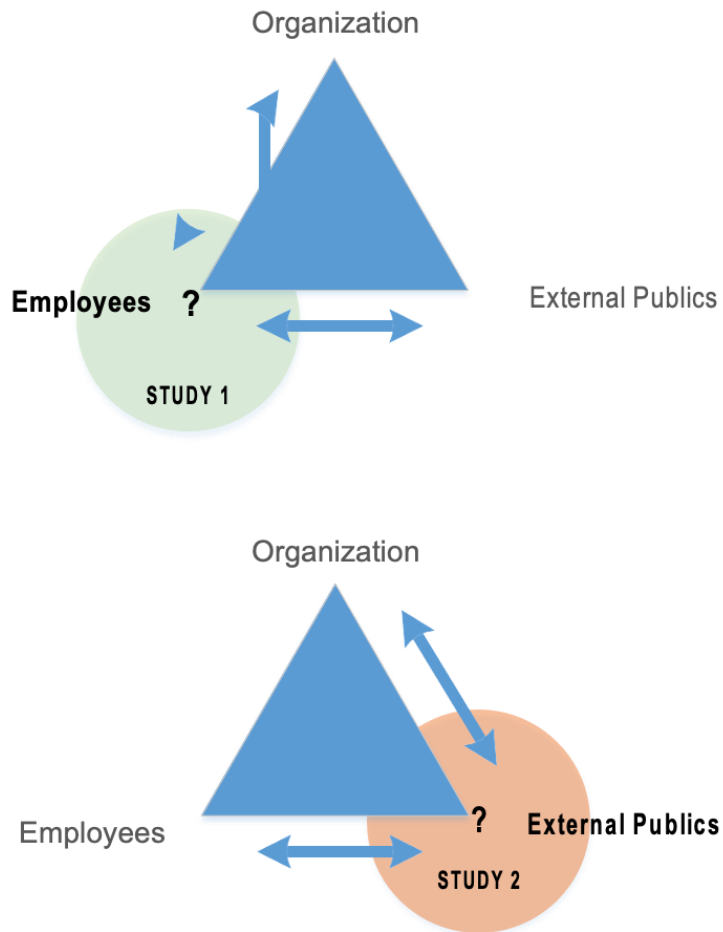 Organization
Employees ? External Publics
STUDY 1
Organization
Employees ? External Publics
STUDY 2